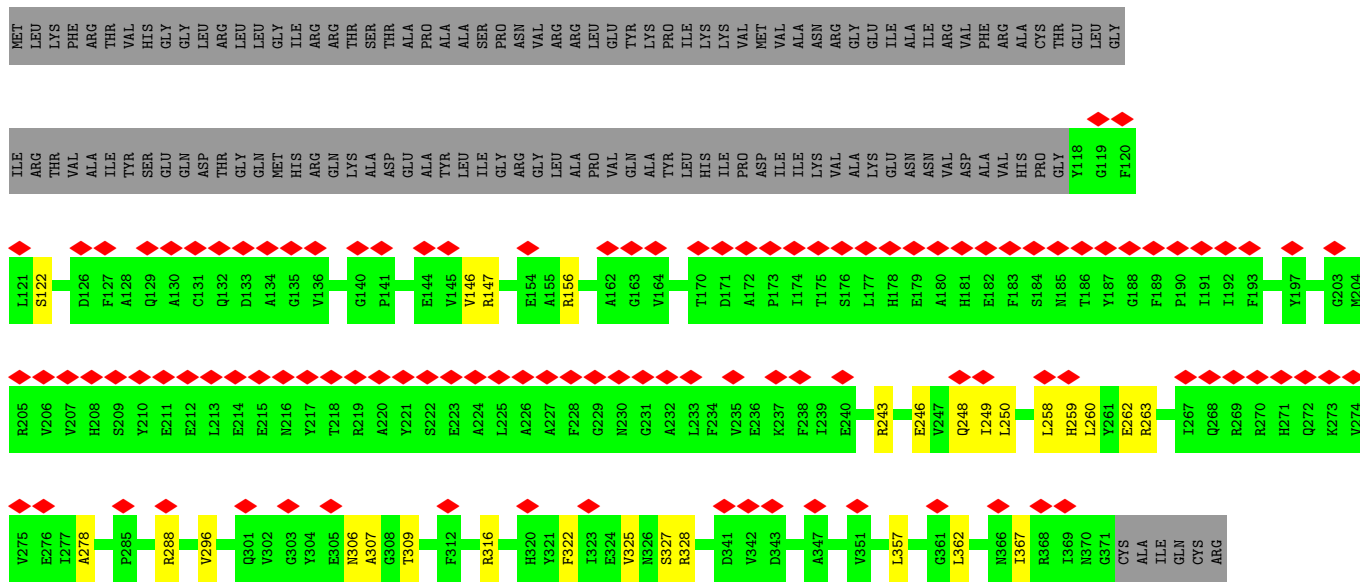 MET LEU LYS PHE ARG THR VAL HIS GLY GLY LEU ARG LEU LEU GLY ILE ARG ARG THR SER THR ALA PRO ALA ALA SER PRO ASN VAL ARG ARG LEU GLU TYR LYS PRO ILE LYS LYS VAL MET VAL ALA ASN ARG GLY GLU ILE ALA ILE ARG VAL PHE ARG ALA CYS THR GLU LEU GLY
ILE ARG THR VAL ALA ILE TYR SER GLU GLN ASP THR GLY GLN MET HIS ARG GLN LYS ALA ASP GLU ALA TYR LEU ILE GLY ARG GLY LEU ALA PRO VAL GLN ALA TYR LEU HIS ILE PRO ASP ILE ILE LYS VAL ALA LYS GLU ASN ASN VAL ASP ALA VAL HIS PRO GLY Y118 G119 F120
L121 S122 D126 F127 A128 Q129 A130 C131 Q132 D133 A134 G135 V136 G140 P141 E144 V145 V146 R147 E154 A155 R156 A162 G163 V164 T170 D171 A172 P173 I174 T175 S176 L177 H178 E179 A180 H181 E182 F183 S184 N185 T186 Y187 G188 F189 P190 I191 I192 F193 Y197 G203 M204
R205 V206 V207 H208 S209 Y210 E211 E212 L213 E214 E215 N216 Y217 T218 R219 A220 Y221 S222 E223 A224 L225 A226 A227 F228 G229 N230 G231 A232 L233 F234 V235 E236 K237 F238 I239 E240 R243 E246 V247 Q248 I249 L250 L258 H259 L260 Y261 E262 R263 I267 Q268 R269 R270 H271 Q272 K273 V274
V275 E276 I277 A278 P285 R288 V296 Q301 V302 G303 Y304 E305 N306 A307 G308 T309 F312 R316 H320 Y321 F322 I323 E324 V325 N326 S327 R328 D341 V342 D343 A347 V351 L357 G361 L362 N366 I367 R368 I369 N370 G371 CYS ALA ILE GLN CYS ARG